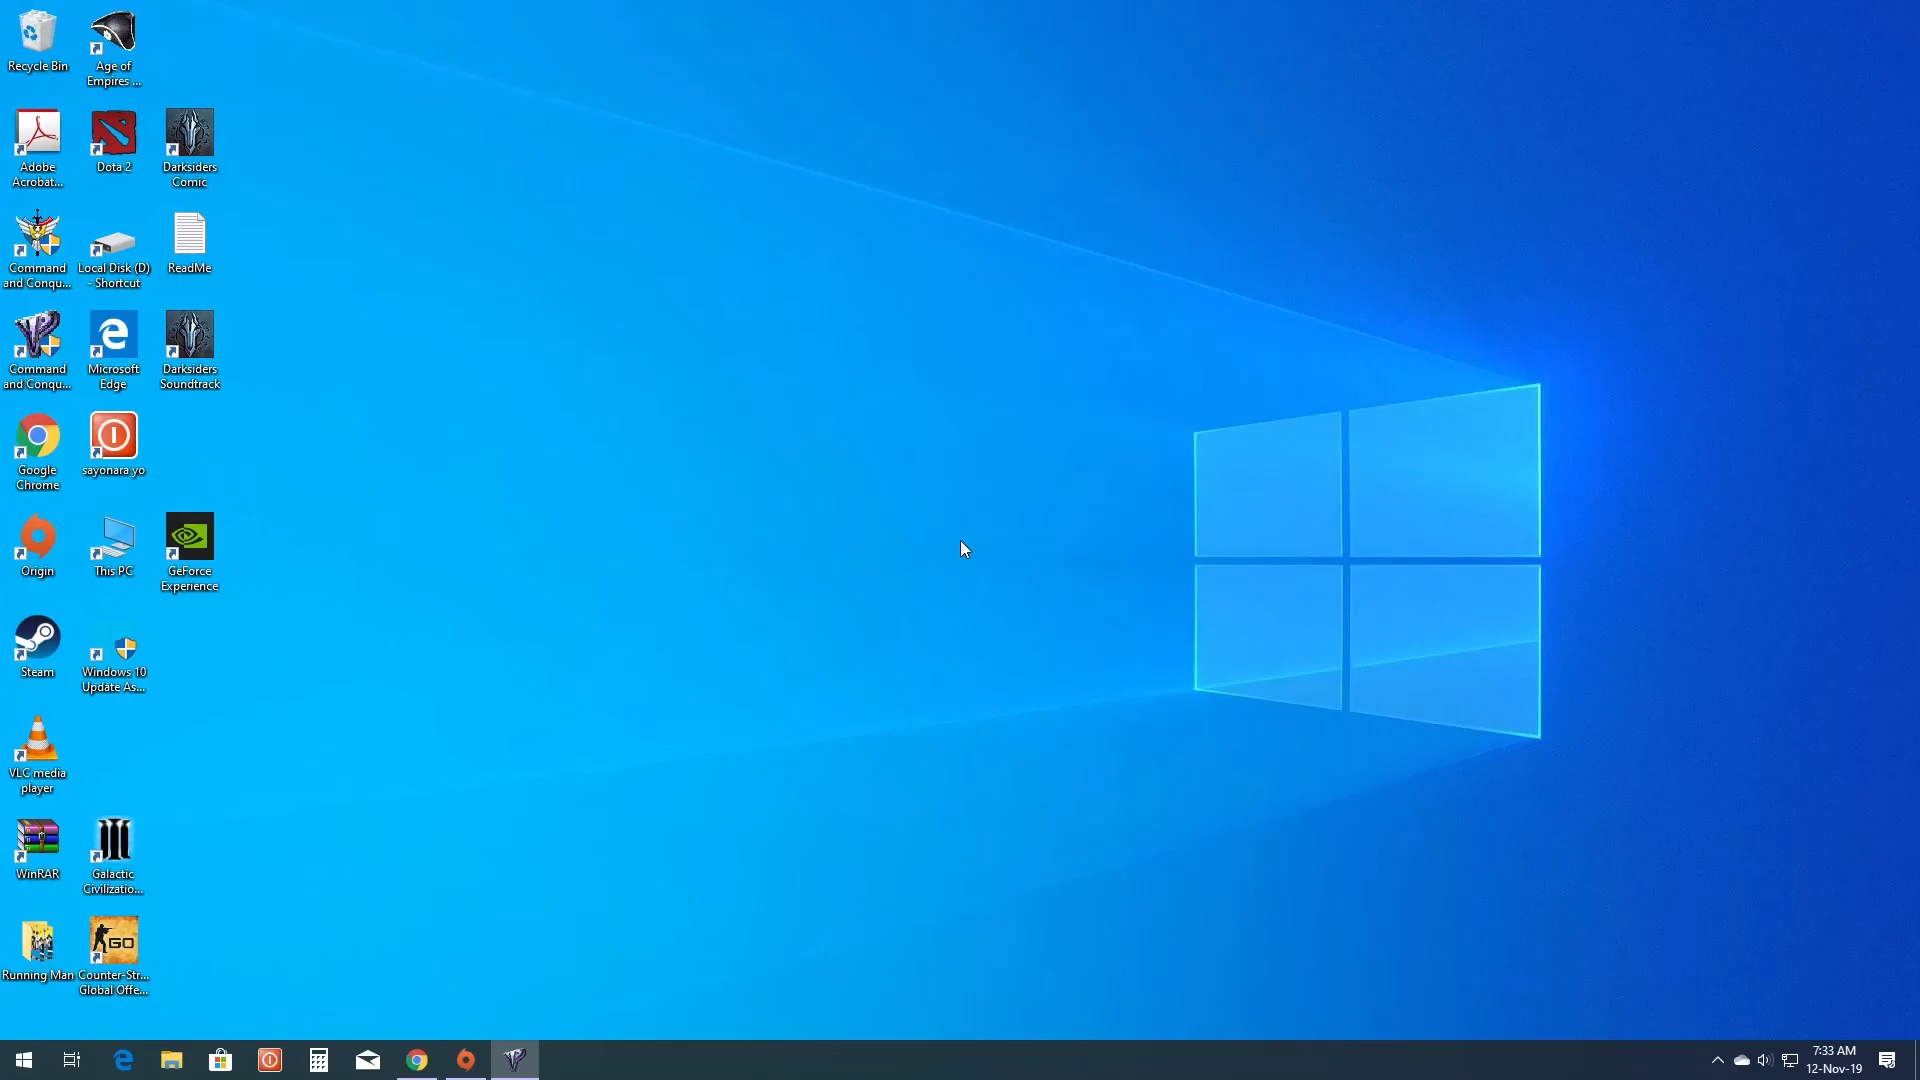 Recycle Bin
Age of
Empires ...
Adobe
Acrobat...
Dota 2
Darksiders
Comic
Command
and Conqu...
Local Disk (D)
- Shortcut
ReadMe
Command
and Conqu...
Microsoft
Edge
Darksiders
Soundtrack
Google
Chrome
sayonara yo
Origin
This PC
GeForce
Experience
Steam
Windows 10
Update As...
VLC media
player
WinRAR
Galactic
Civilizatio...
GO
Running Man
Counter-Str...
Global Offe...
7:33 AM
12-Nov-19